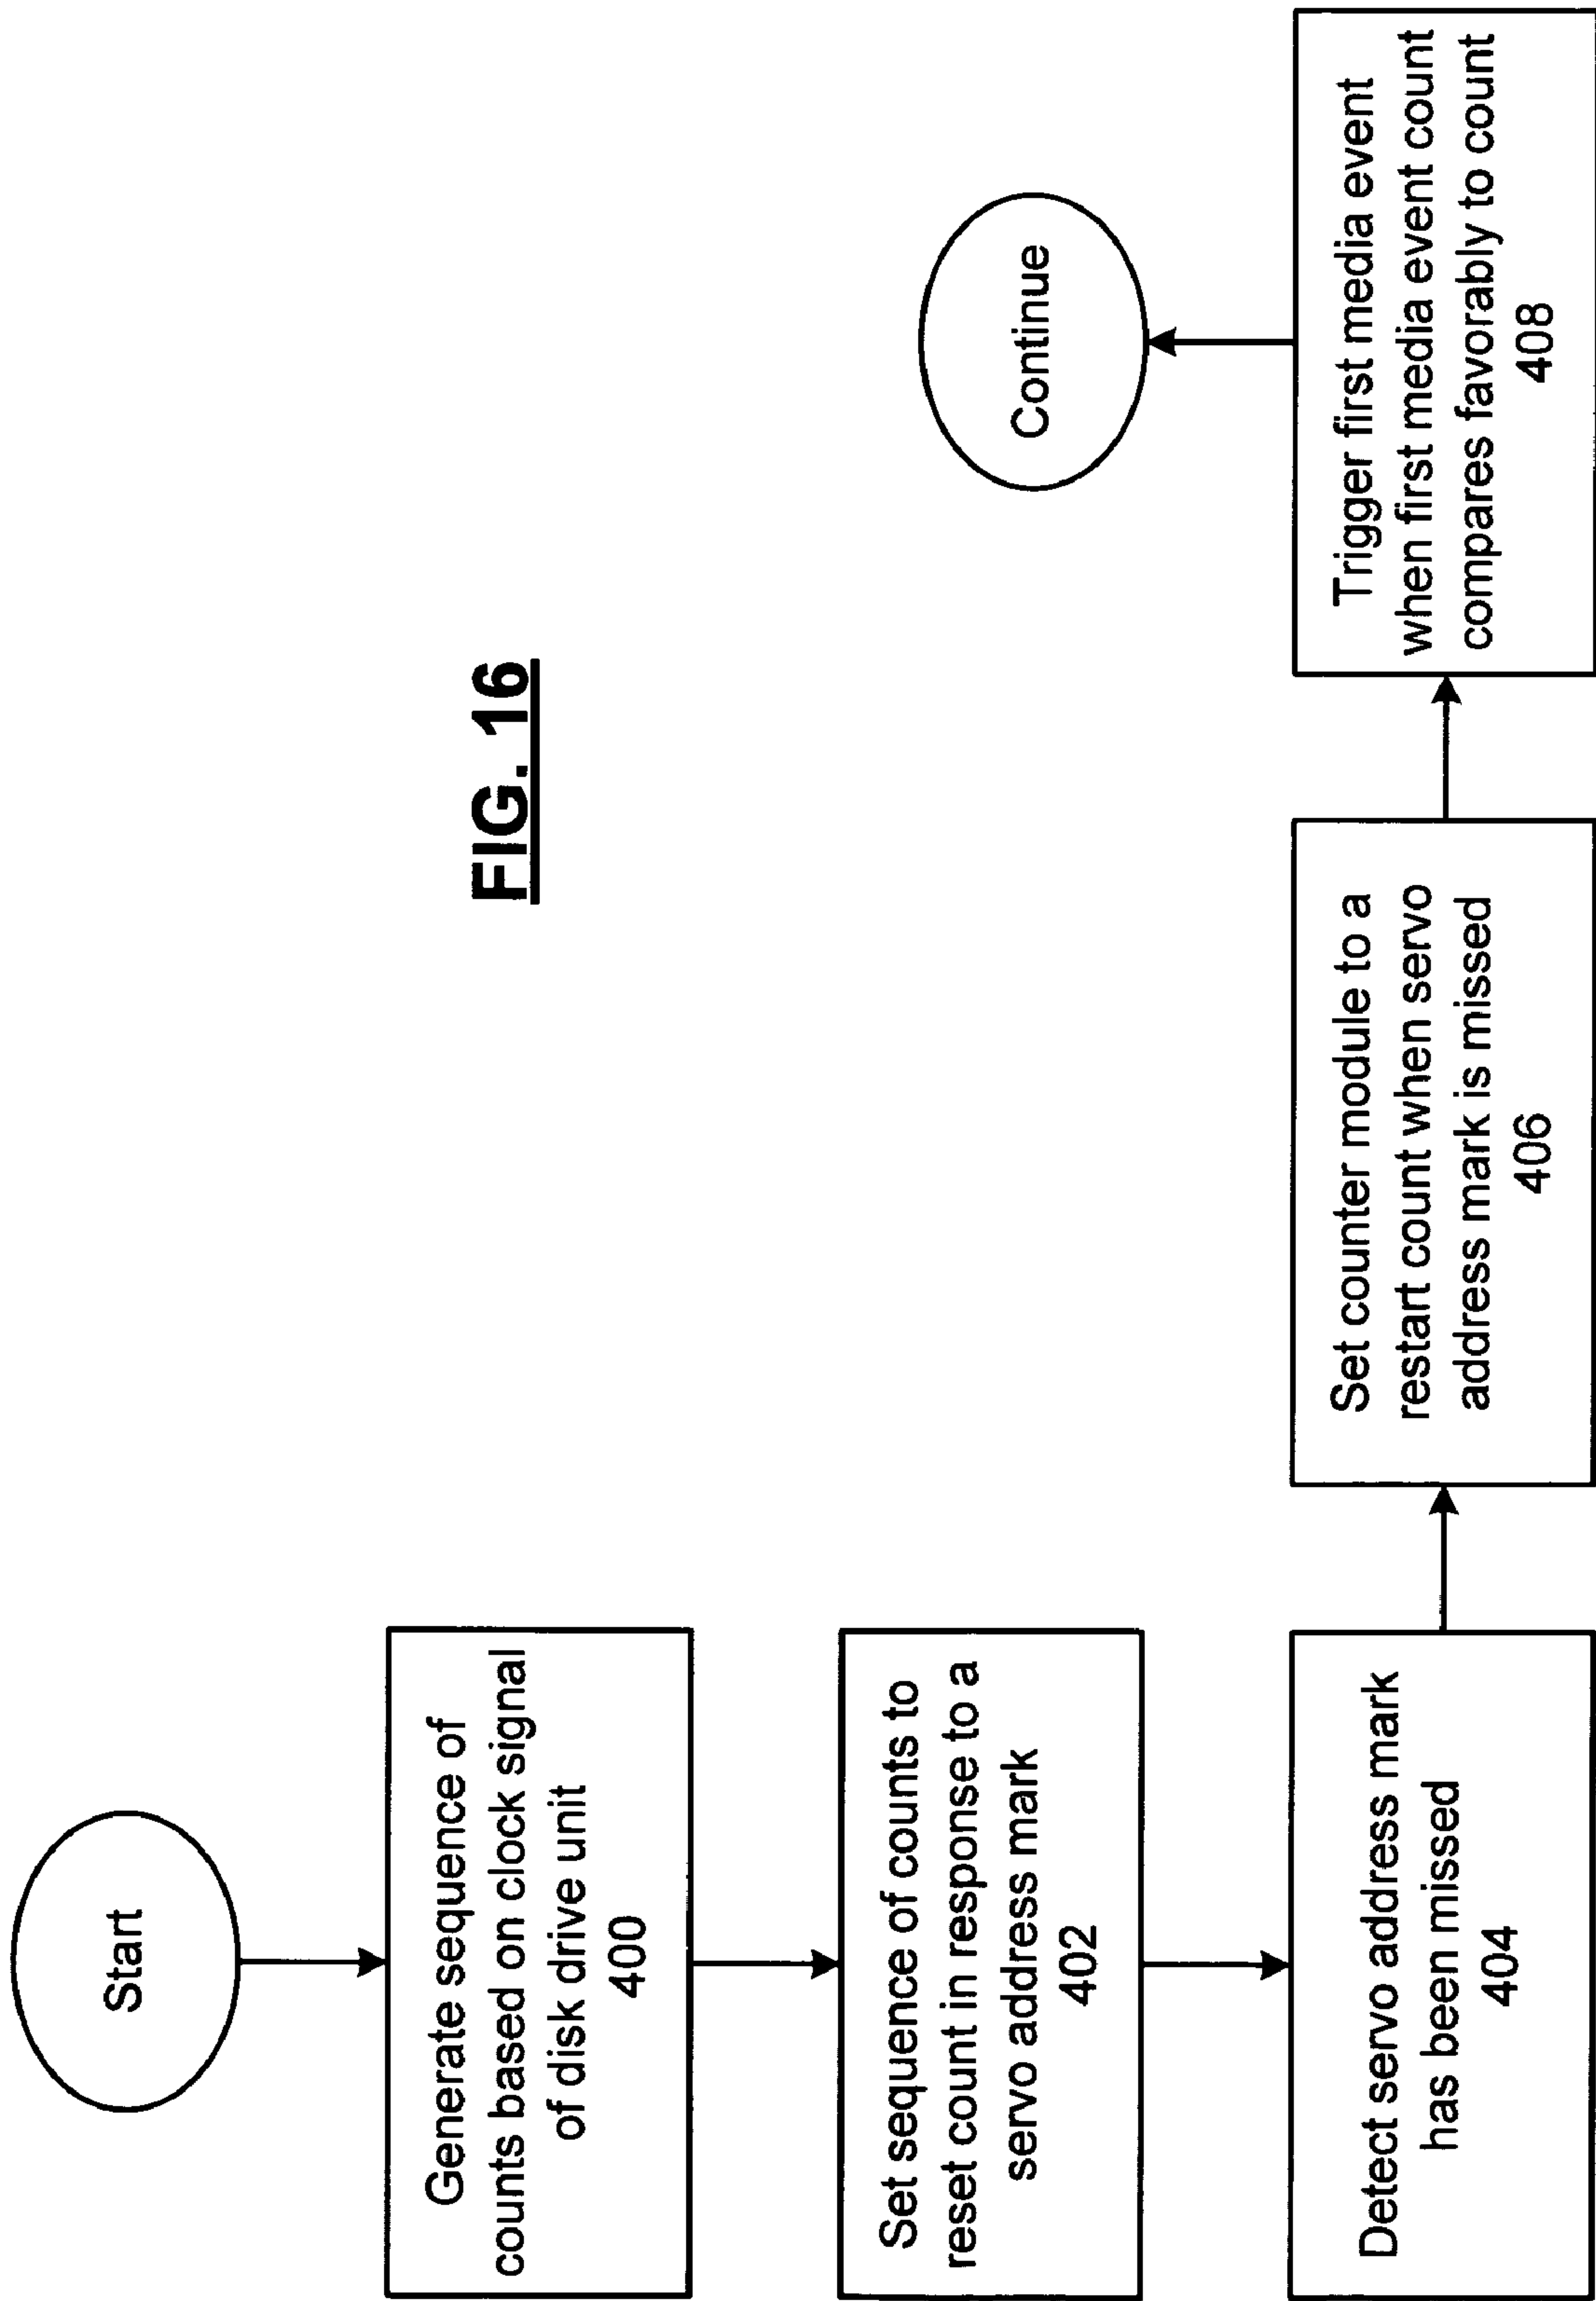 Start
Generate sequence of
counts based on clock signal
of disk drive unit
400
Set sequence of counts to
reset count in response to a
servo address mark
402
Detect servo address mark
has been missed
404
Set counter module to a
restart count when servo
address mark is missed
406
Trigger first media event
when first media event count
compares favorably to count
408
Continue
FIG. 16